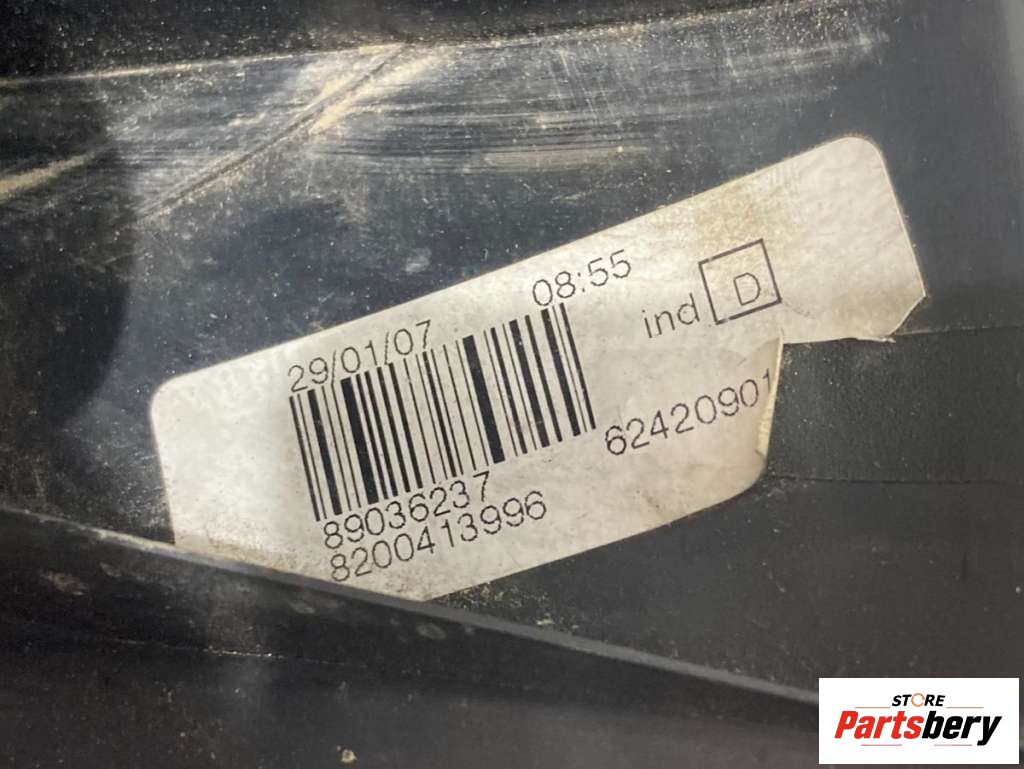 29/01/07 08:55
ind D
89036237 62420901
8200413996
STORE
Partsbery